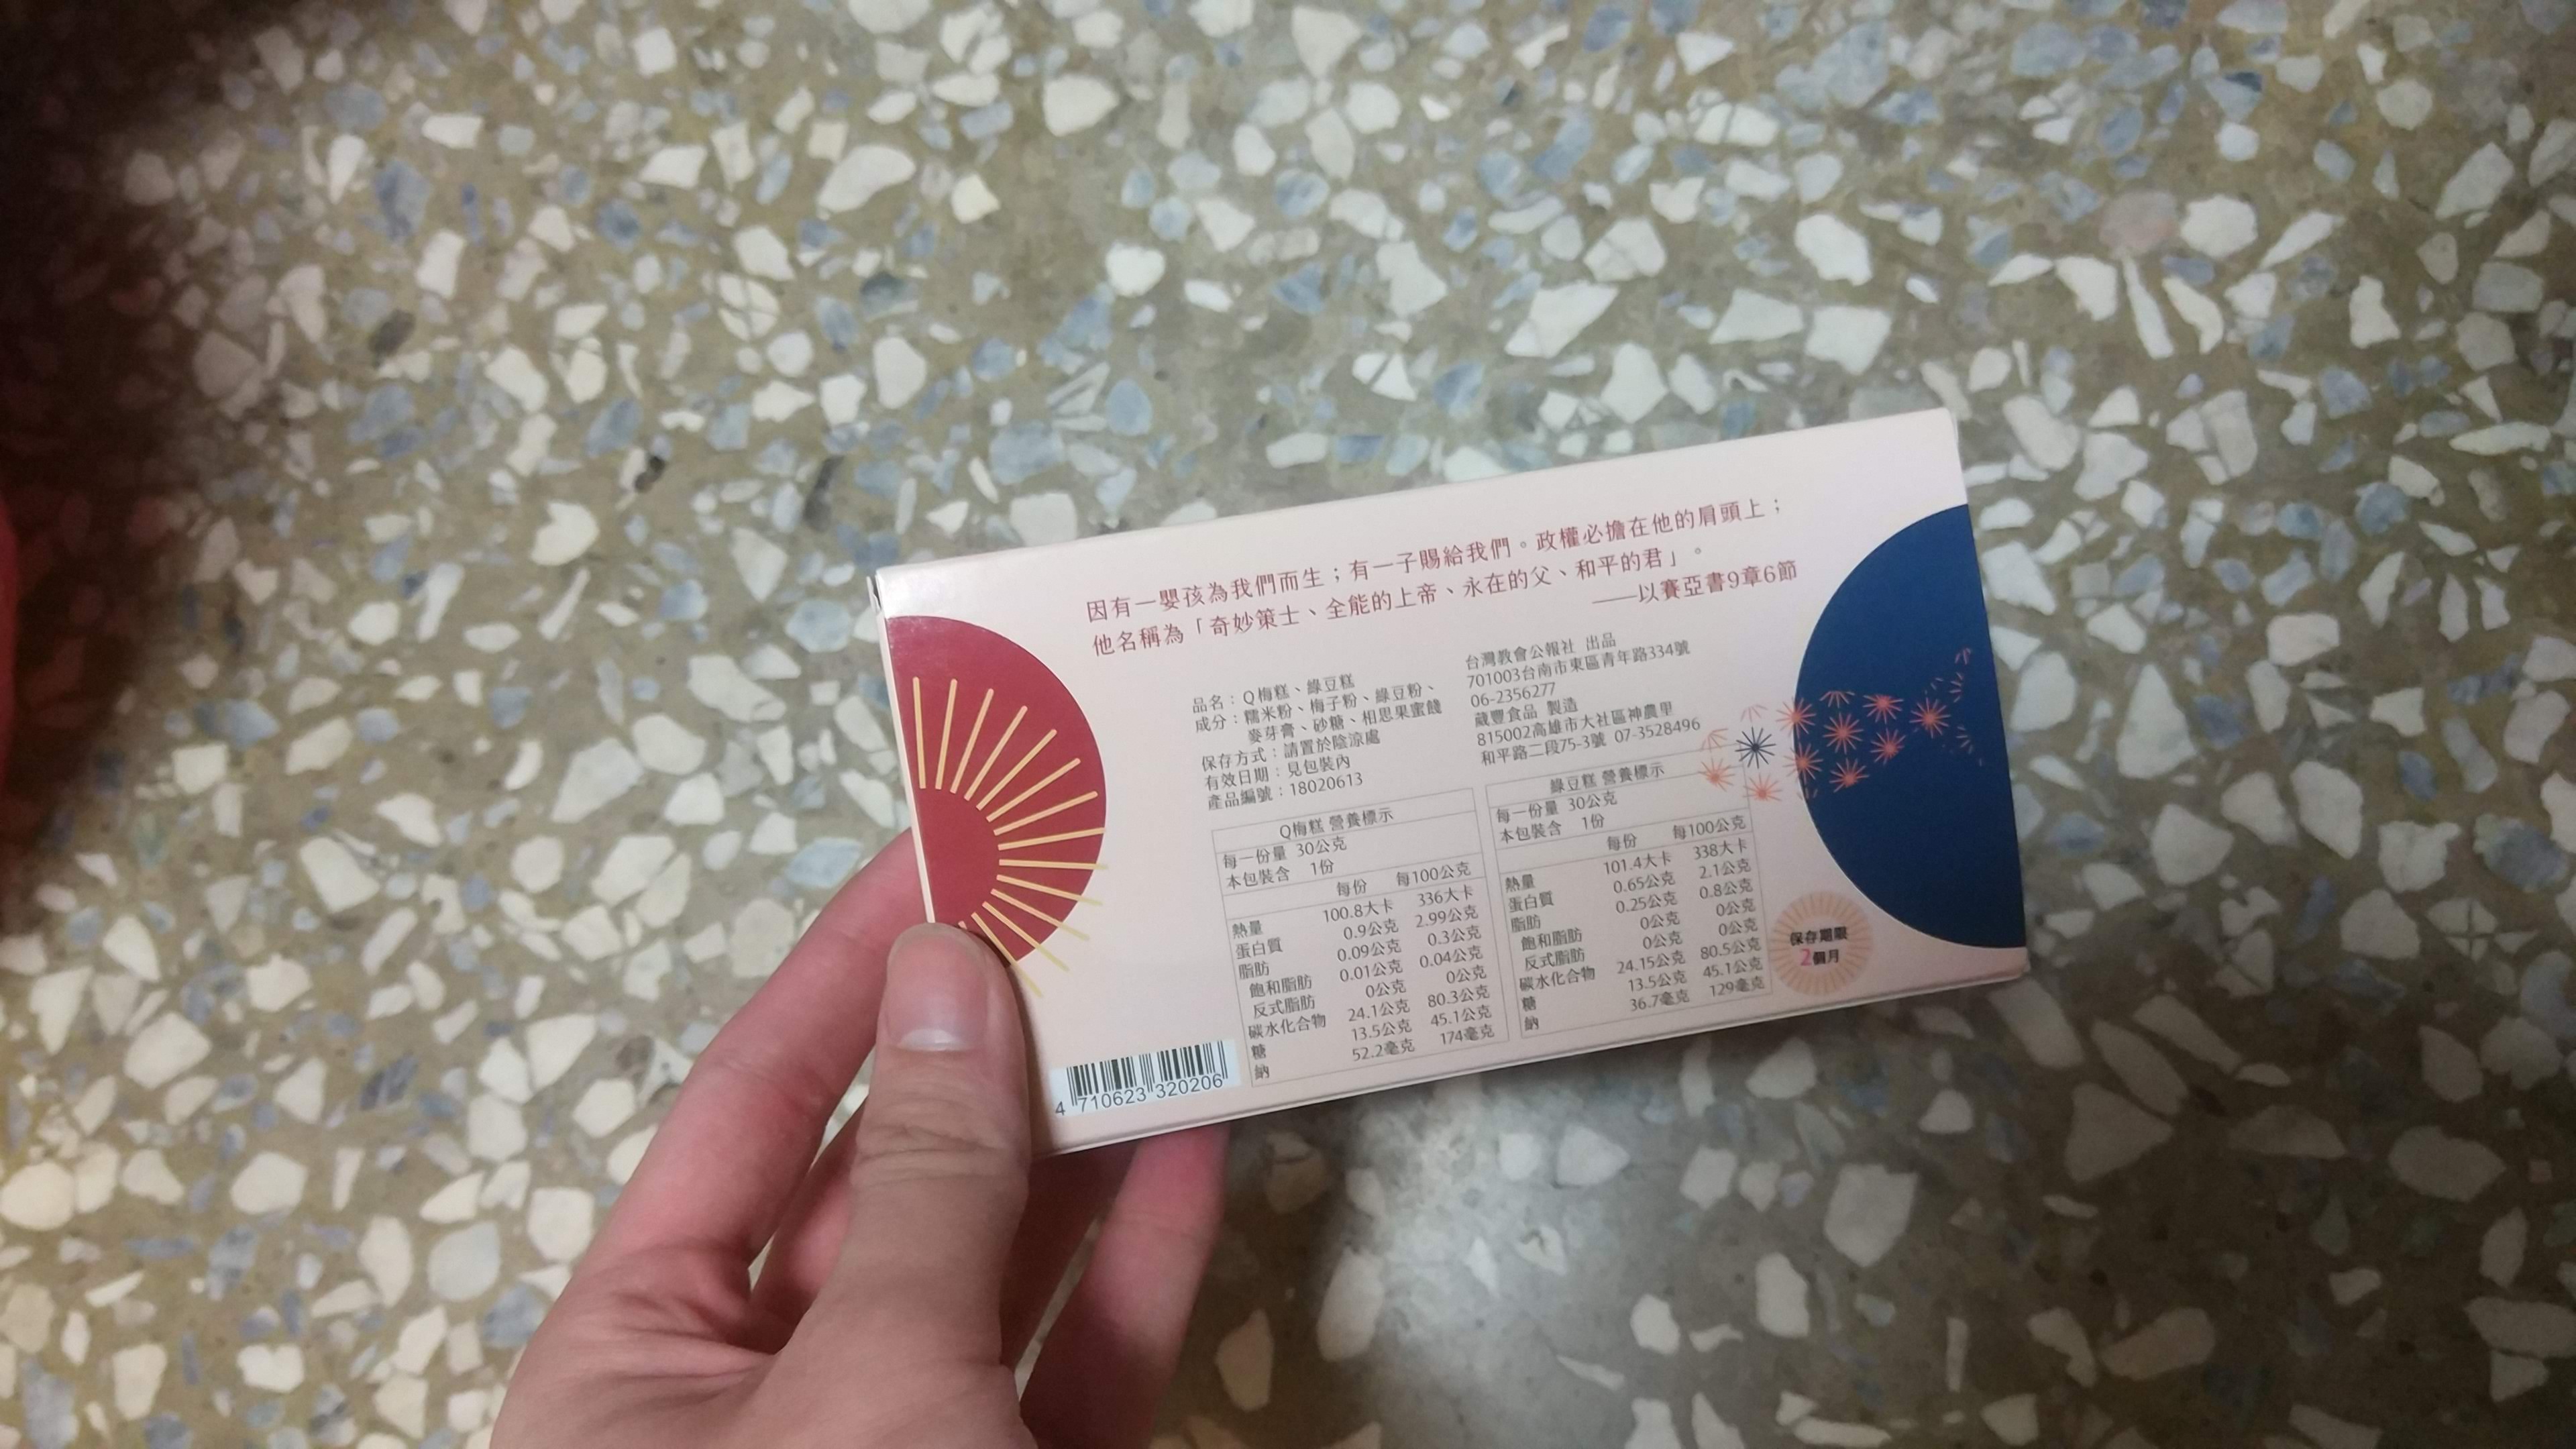 因有一嬰孩為我們而生；有一子賜給我們。政權必擔在他的肩頭上；
他名稱為「奇妙策士、全能的上帝、永在的父、和平的君」。
——以賽亞書9章6節
品名：Q梅糕、綠豆糕
成分：糯米粉、梅子粉、綠豆粉、
麥芽膏、砂糖、相思果蜜餞
保存方式：請置於陰涼處
有效日期：見包裝內
產品編號：18020613
台灣教會公報社 出品
701003台南市東區青年路334號
06-2356277
葳豐食品 製造
815002高雄市大社區神農里
和平路二段75-3號 07-3528496
Q梅糕 營養標示
每一份量 30公克
本包裝含 1份
每份 每100公克
熱量 100.8大卡 336大卡
蛋白質 0.9公克 2.99公克
脂肪 0.09公克 0.3公克
飽和脂肪 0.01公克 0.04公克
反式脂肪 0公克 0公克
碳水化合物 24.1公克 80.3公克
糖 13.5公克 45.1公克
鈉 52.2毫克 174毫克
綠豆糕 營養標示
每一份量 30公克
本包裝含 1份
每份 每100公克
熱量 101.4大卡 338大卡
蛋白質 0.65公克 2.1公克
脂肪 0.25公克 0.8公克
飽和脂肪 0公克 0公克
反式脂肪 0公克 0公克
碳水化合物 24.15公克 80.5公克
糖 13.5公克 45.1公克
鈉 36.7毫克 129毫克
保存期限
2個月
4 710623 320206